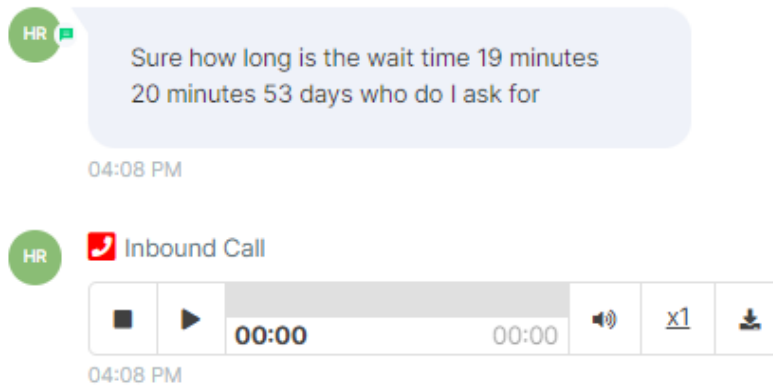 HR
Sure how long is the wait time 19 minutes
20 minutes 53 days who do I ask for
04:08 PM
HR
Inbound Call
00:00 00:00 x1
04:08 PM